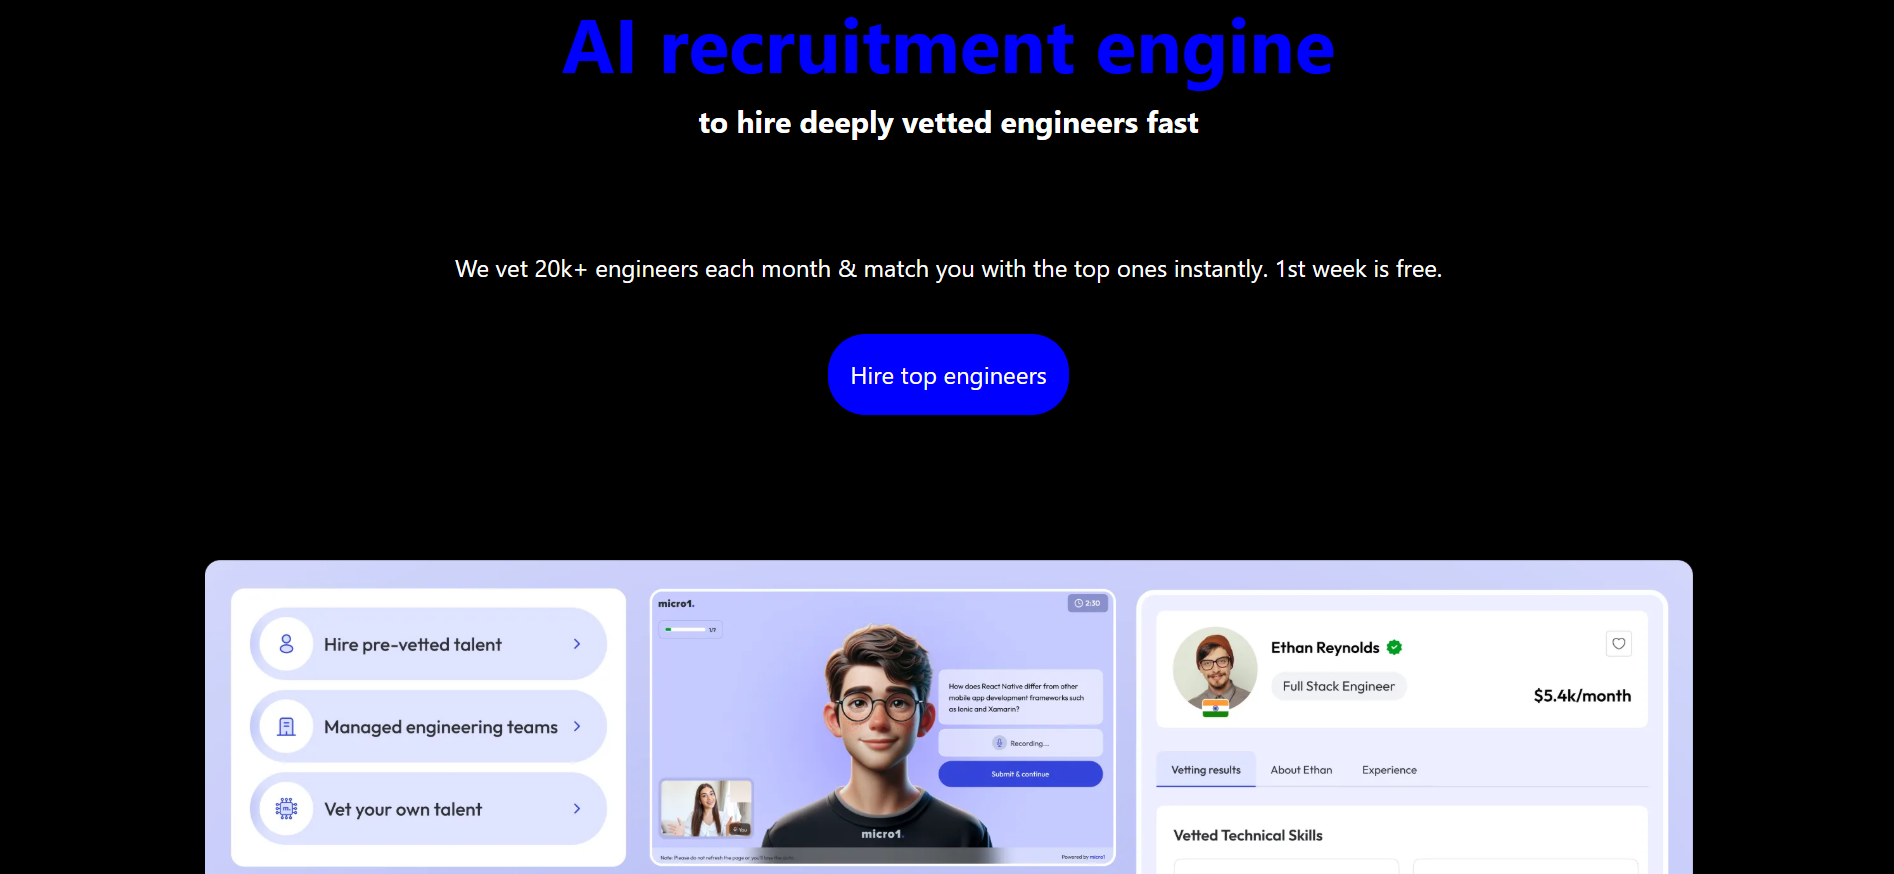 AI recruitment engine
to hire deeply vetted engineers fast
We vet 20k+ engineers each month & match you with the top ones instantly. 1st week is free.
Hire top engineers
Hire pre-vetted talent
Managed engineering teams
Vet your own talent
micro1.
2:30
1/7
How does React Native differ from other
mobile app development frameworks such
as Ionic and Xamarin?
Recording...
Submit & continue
You
micro1.
Note: Please do not refresh the page or you'll lose the data.
Powered by micro1
Ethan Reynolds
Full Stack Engineer
$5.4k/month
Vetting results
About Ethan
Experience
Vetted Technical Skills